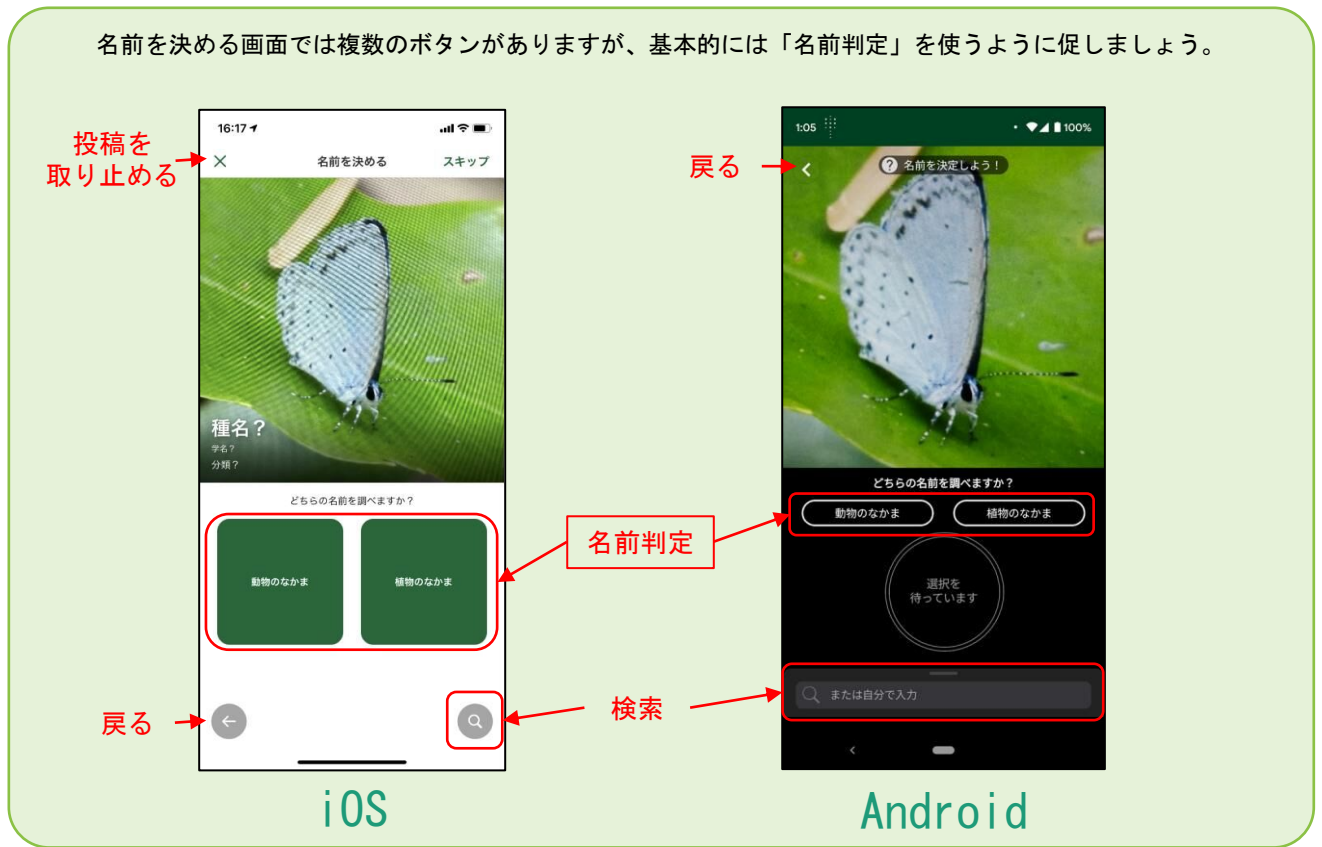 名前を決める画面では複数のボタンがありますが、基本的には「名前判定」を使うように促しましょう。
投稿を
取り止める
16:17
名前を決める
スキップ
種名?
学名?
分類?
どちらの名前を調べますか?
動物のなかま
植物のなかま
戻る
iOS
名前判定
検索
戻る
1:05
100%
? 名前を決定しよう!
どちらの名前を調べますか?
動物のなかま
植物のなかま
選択を
待っています
または自分で入力
Android